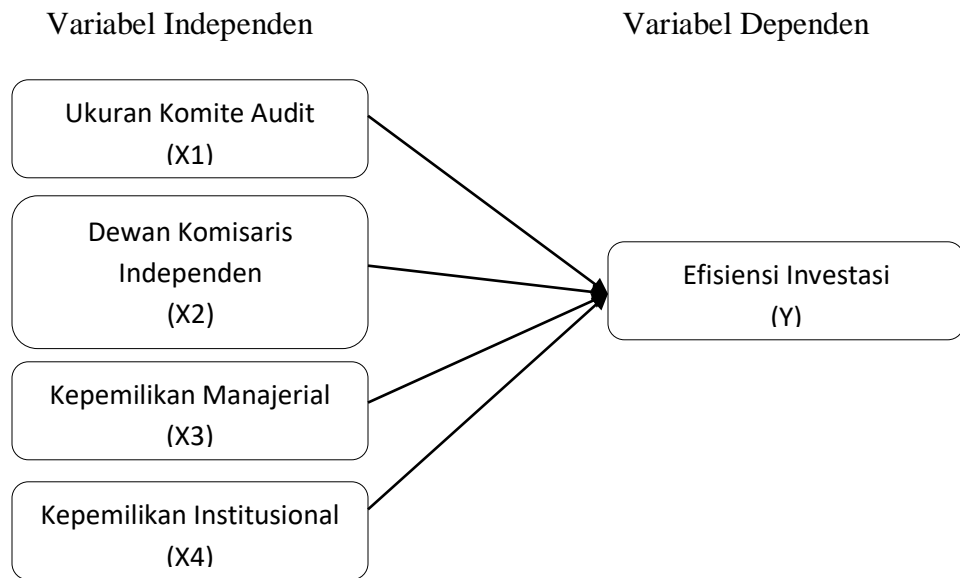 Variabel Independen
Variabel Dependen
Ukuran Komite Audit
(X1)
Dewan Komisaris
Independen
(X2)
Kepemilikan Manajerial
(X3)
Kepemilikan Institusional
(X4)
Efisiensi Investasi
(Y)